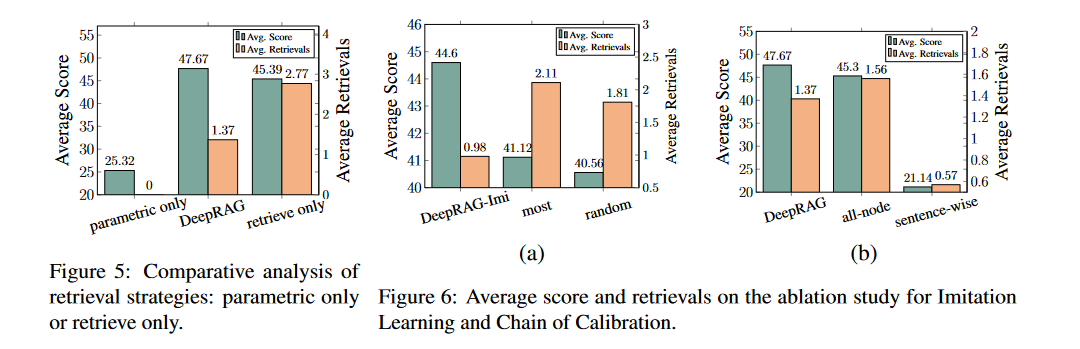 Average Score
55
50
45
40
35
30
25
20
25.32
0
47.67
1.37
45.39
2.77
Avg. Score
Avg. Retrievals
4
3
2
1
0
Average Retrievals
parametric only
DeepRAG
retrieve only
Figure 5: Comparative analysis of
retrieval strategies: parametric only
or retrieve only.
Average Score
46
45
44
43
42
41
40
44.6
0.98
41.12
2.11
40.56
1.81
Avg. Score
Avg. Retrievals
3
2.5
2
1.5
1
0.5
Average Retrievals
DeepRAG-Imi
most
random
(a)
Average Score
55
50
45
40
35
30
25
20
47.67
1.37
45.3
1.56
21.14
0.57
Avg. Score
Avg. Retrievals
2
1.8
1.6
1.4
1.2
1
0.8
0.6
Average Retrievals
DeepRAG
all-node
sentence-wise
(b)
Figure 6: Average score and retrievals on the ablation study for Imitation
Learning and Chain of Calibration.